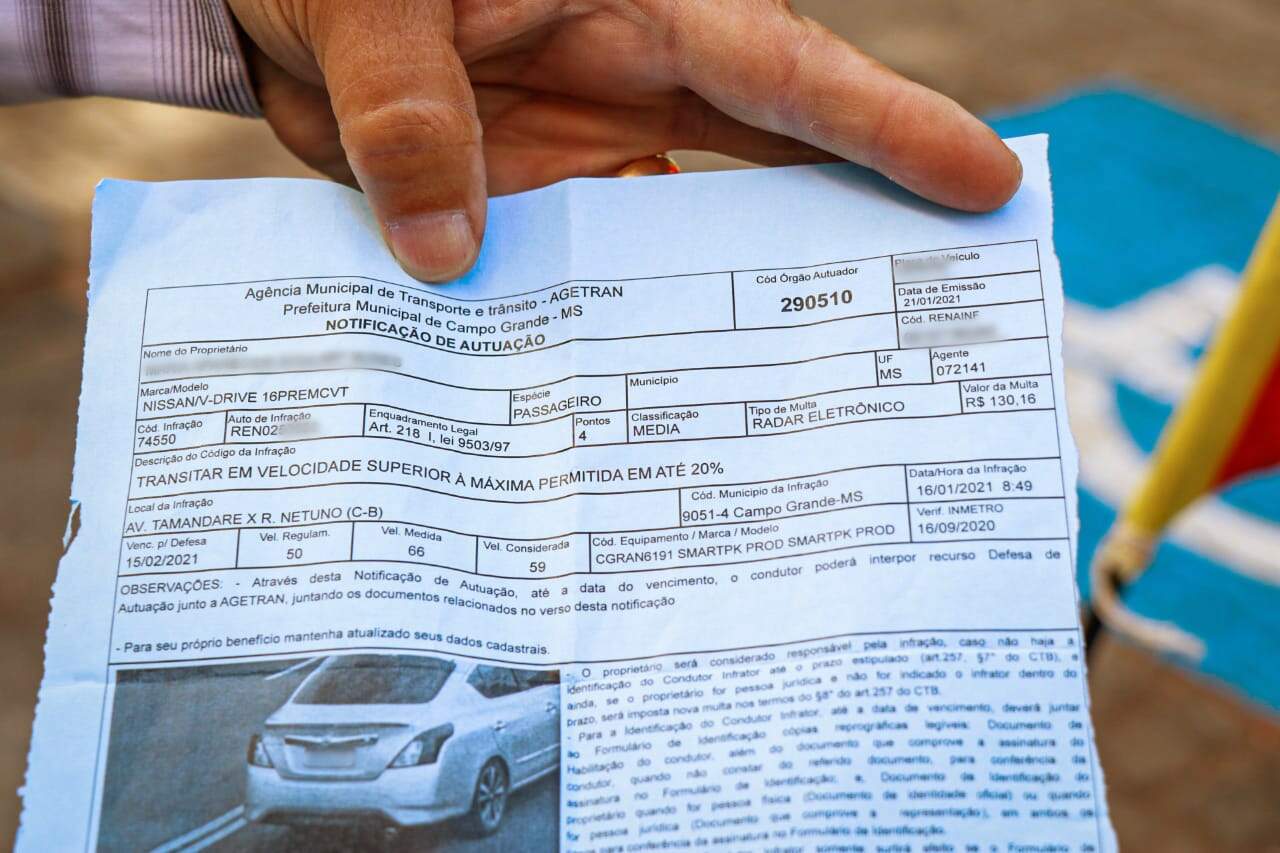 Agência Municipal de Transporte e trânsito - AGETRAN
Prefeitura Municipal de Campo Grande - MS
NOTIFICAÇÃO DE AUTUAÇÃO
Cód Órgão Autuador
290510
Veículo
Data de Emissão
21/01/2021
Cód. RENAINF
Nome do Proprietário
Marca/Modelo
NISSAN/V-DRIVE 16PREMCVT
Espécie
PASSAGEIRO
Município
UF
MS
Agente
072141
Cód. Infração
74550
Auto de Infração
REN02
Enquadramento Legal
Art. 218 I, lei 9503/97
Pontos
4
Classificação
MEDIA
Tipo de Multa
RADAR ELETRÔNICO
Valor da Multa
R$ 130,16
Descrição do Código da Infração
TRANSITAR EM VELOCIDADE SUPERIOR À MÁXIMA PERMITIDA EM ATÉ 20%
Local da Infração
AV. TAMANDARE X R. NETUNO (C-B)
Cód. Municipio da Infração
9051-4 Campo Grande-MS
Data/Hora da Infração
16/01/2021 8:49
Venc. p/ Defesa
15/02/2021
Vel. Regulam.
50
Vel. Medida
66
Vel. Considerada
59
Cód. Equipamento / Marca / Modelo
CGRAN6191 SMARTPK PROD SMARTPK PROD
Verif. INMETRO
16/09/2020
OBSERVAÇÕES: - Através desta Notificação de Autuação, até a data do vencimento, o condutor poderá interpor recurso Defesa de
Autuação junto a AGETRAN, juntando os documentos relacionados no verso desta notificação
- Para seu próprio benefício mantenha atualizado seus dados cadastrais.
- O proprietário será considerado responsável pela infração, caso não haja a
identificação do Condutor Infrator até o prazo estipulado (art.257, §7° do CTB), e
ainda, se o proprietário for pessoa jurídica e não for indicado o infrator dentro do
prazo, será imposta nova multa nos termos do §8° do art.257 do CTB.
- Para a Identificação do Condutor Infrator, até a data de vencimento, deverá juntar
ao Formulário de Identificação cópias reprográficas legíveis: Documento de
Habilitação do condutor, além do documento que comprove a assinatura do
condutor, quando não constar do referido documento, para conferência da
assinatura no Formulário de Identificação; e, Documento de Identificação do
proprietário quando for pessoa física (Documento de identidade oficial) ou quando
for pessoa jurídica (Documento que comprove a representação), em ambos os
para conferência da assinatura no Formulário de Identificação.
somente surtirá efeito se o Formulário de